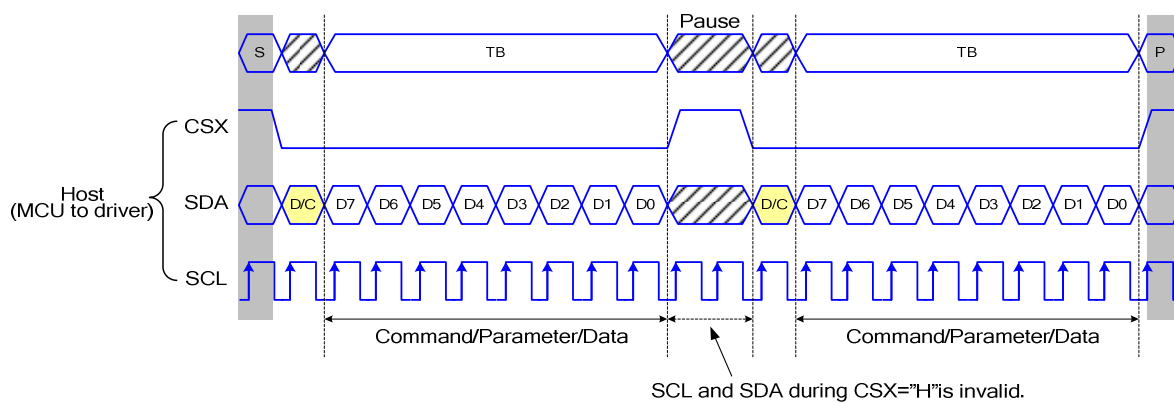 Pause
S TB TB P
CSX
Host
(MCU to driver)
SDA D/C D7 D6 D5 D4 D3 D2 D1 D0 D/C D7 D6 D5 D4 D3 D2 D1 D0
SCL
Command/Parameter/Data Command/Parameter/Data
SCL and SDA during CSX=”H”is invalid.